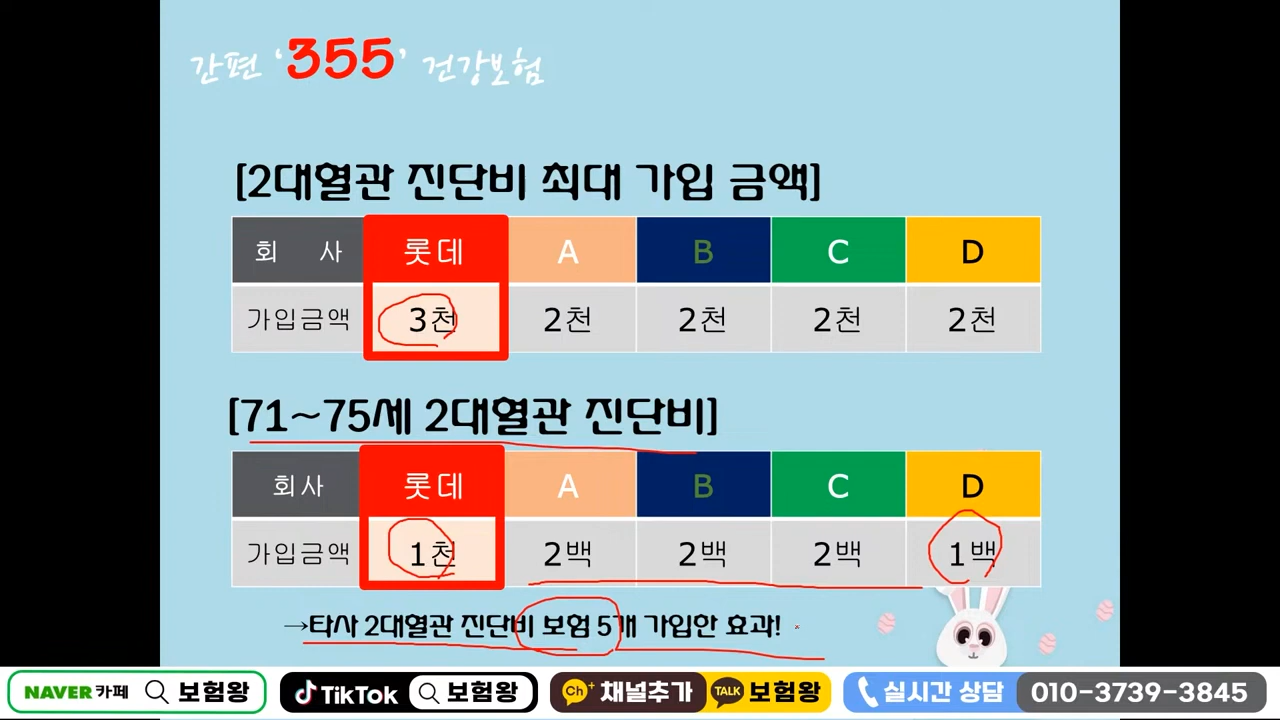 간편 '355' 건강보험
[2대혈관 진단비 최대 가입 금액]
회 사 롯데 A B C D
가입금액 3천 2천 2천 2천 2천
[71~75세 2대혈관 진단비]
회사 롯데 A B C D
가입금액 1천 2백 2백 2백 1백
→타사 2대혈관 진단비 보험 5개 가입한 효과!
NAVER 카페 보험왕 TikTok 보험왕 Ch+ 채널추가 TALK 보험왕 실시간 상담 010-3739-3845